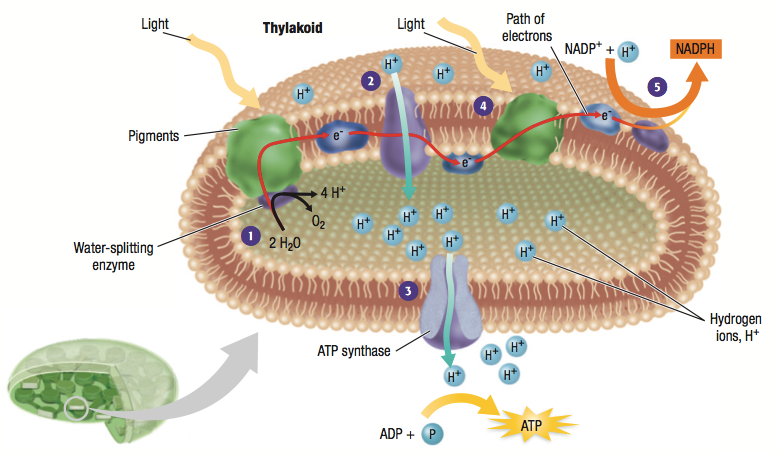 Light
Thylakoid
Light
Path of
electrons
NADP⁺ + H⁺
NADPH
H⁺
H⁺
H⁺
H⁺
2
4
5
Pigments
e⁻
e⁻
e⁻
4 H⁺
O₂
1
2 H₂O
H⁺
H⁺
H⁺
H⁺
H⁺
H⁺
H⁺
H⁺
H⁺
Water-splitting
enzyme
3
Hydrogen
ions, H⁺
ATP synthase
H⁺
H⁺
H⁺
H⁺
ADP + P
ATP